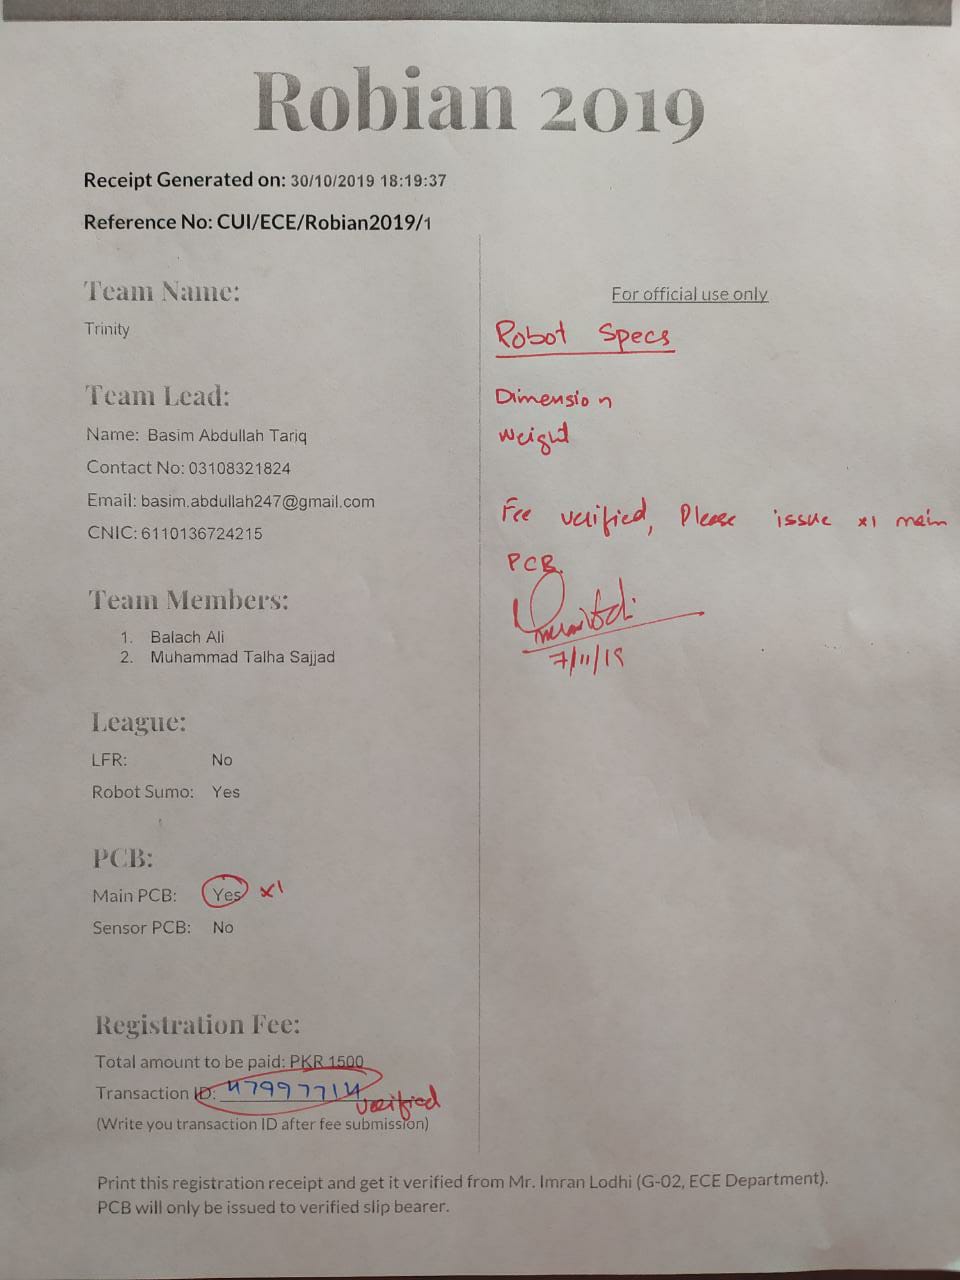 Robian 2019
Receipt Generated on: 30/10/2019 18:19:37
Reference No: CUI/ECE/Robian2019/1
Team Name:
Trinity
Team Lead:
Name: Basim Abdullah Tariq
Contact No: 03108321824
Email: basim.abdullah247@gmail.com
CNIC: 6110136724215
Team Members:
1. Balach Ali
2. Muhammad Talha Sajjad
League:
LFR: No
Robot Sumo: Yes
PCB:
Main PCB: Yes x1
Sensor PCB: No
Registration Fee:
Total amount to be paid: PKR 1500
Transaction ID: 47997714
verified
(Write you transaction ID after fee submission)
For official use only
Robot Specs
Dimension
Weight
Fee verified, Please issue x1 main
PCB.
7/11/19
Print this registration receipt and get it verified from Mr. Imran Lodhi (G-02, ECE Department).
PCB will only be issued to verified slip bearer.